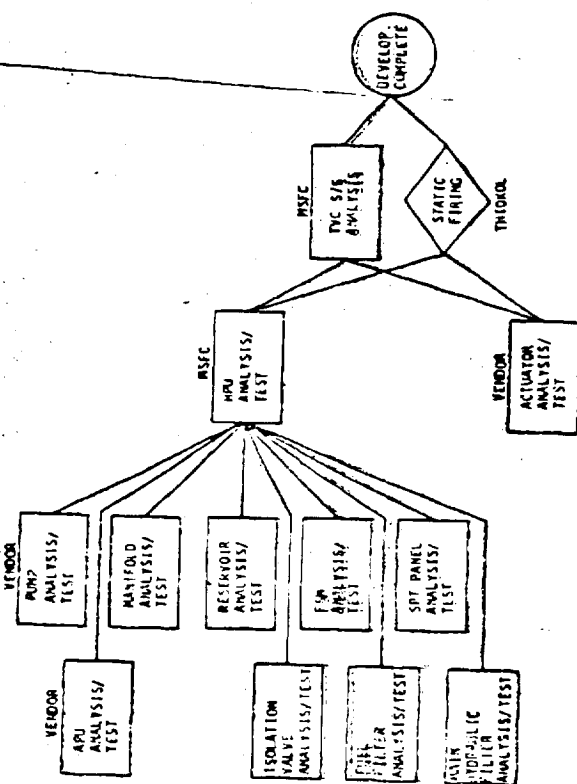 VENDOR
PUMP
ANALYSIS/
TEST
VENDOR
APU
ANALYSIS/
TEST
MANIFOLD
ANALYSIS/
TEST
RESERVOIR
ANALYSIS/
TEST
ISOLATION
VALVE
ANALYSIS/TEST
FSM
ANALYSIS/
TEST
FUEL
FILTER
ANALYSIS/TEST
SPT PANEL
ANALYSIS/
TEST
HYDRAULIC
FILTER
ANALYSIS/TEST
MSFC
HPU
ANALYSIS/
TEST
VENDOR
ACTUATOR
ANALYSIS/
TEST
MSFC
TVC S/S
ANALYSIS
STATIC
FIRING
THIOKOL
DEVELOP.
COMPLETE